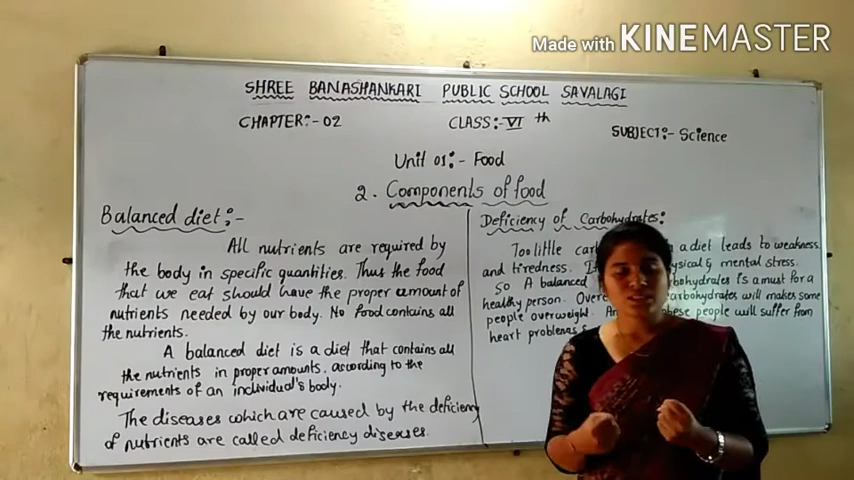 Made with KINEMASTER
SHREE BANASHANKARI PUBLIC SCHOOL SAVALAGI
CHAPTER:- 02 CLASS:- VI th SUBJECT:- Science
Unit 01:- Food
2. Components of food
Balanced diet:-
All nutrients are required by
the body in specific quantities. Thus the food
that we eat should have the proper amount of
nutrients needed by our body. No food contains all
the nutrients.
A balanced diet is a diet that contains all
the nutrients in proper amounts, according to the
requirements of an individual's body.
The diseases which are caused by the deficiency
of nutrients are called deficiency diseases.
Deficiency of Carbohydrates:
Too little a diet leads to weakness
and tiredness. & mental stress.
So A balanced is a must for a
healthy person. carbohydrates will makes some
people overweight. people will suffer from
heart problems